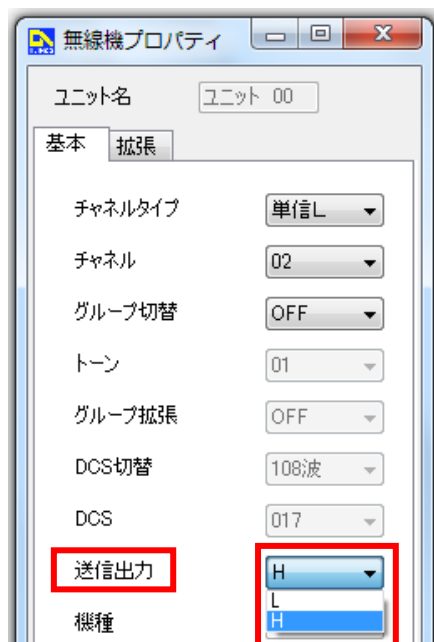 無線機プロパティ
ユニット名 ユニット 00
基本 拡張
チャネルタイプ 単信L
チャネル 02
グループ切替 OFF
トーン 01
グループ拡張 OFF
DCS切替 108波
DCS 017
送信出力 H
L
機種 H